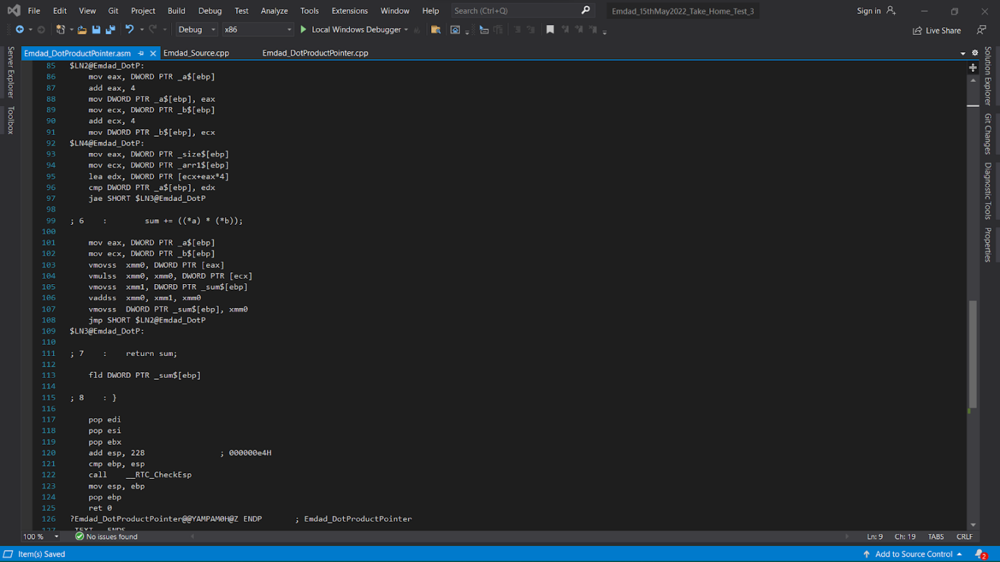 File Edit View Git Project Build Debug Test Analyze Tools Extensions Window Help Search (Ctrl+Q) Emdad_15thMay2022_Take_Home_Test_3 Sign in
Debug x86 Local Windows Debugger Live Share
Emdad_DotProductPointer.asm Emdad_Source.cpp Emdad_DotProductPointer.cpp
Server Explorer
Toolbox
85 $LN2@Emdad_DotP:
86 mov eax, DWORD PTR _a$[ebp]
87 add eax, 4
88 mov DWORD PTR _a$[ebp], eax
89 mov ecx, DWORD PTR _b$[ebp]
90 add ecx, 4
91 mov DWORD PTR _b$[ebp], ecx
92 $LN4@Emdad_DotP:
93 mov eax, DWORD PTR _size$[ebp]
94 mov ecx, DWORD PTR _arr1$[ebp]
95 lea edx, DWORD PTR [ecx+eax*4]
96 cmp DWORD PTR _a$[ebp], edx
97 jae SHORT $LN3@Emdad_DotP
98
99 ; 6 : sum += ((*a) * (*b));
100
101 mov eax, DWORD PTR _a$[ebp]
102 mov ecx, DWORD PTR _b$[ebp]
103 vmovss xmm0, DWORD PTR [eax]
104 vmulss xmm0, xmm0, DWORD PTR [ecx]
105 vmovss xmm1, DWORD PTR _sum$[ebp]
106 vaddss xmm0, xmm1, xmm0
107 vmovss DWORD PTR _sum$[ebp], xmm0
108 jmp SHORT $LN2@Emdad_DotP
109 $LN3@Emdad_DotP:
110
111 ; 7 : return sum;
112
113 fld DWORD PTR _sum$[ebp]
114
115 ; 8 : }
116
117 pop edi
118 pop esi
119 pop ebx
120 add esp, 228 ; 000000e4H
121 cmp ebp, esp
122 call __RTC_CheckEsp
123 mov esp, ebp
124 pop ebp
125 ret 0
126 ?Emdad_DotProductPointer@@YAMPAM0H@Z ENDP ; Emdad_DotProductPointer
127 _TEXT ENDS
Solution Explorer
Git Changes
Diagnostic Tools
Properties
100 % No issues found Ln: 9 Ch: 19 TABS CRLF
Item(s) Saved Add to Source Control 2